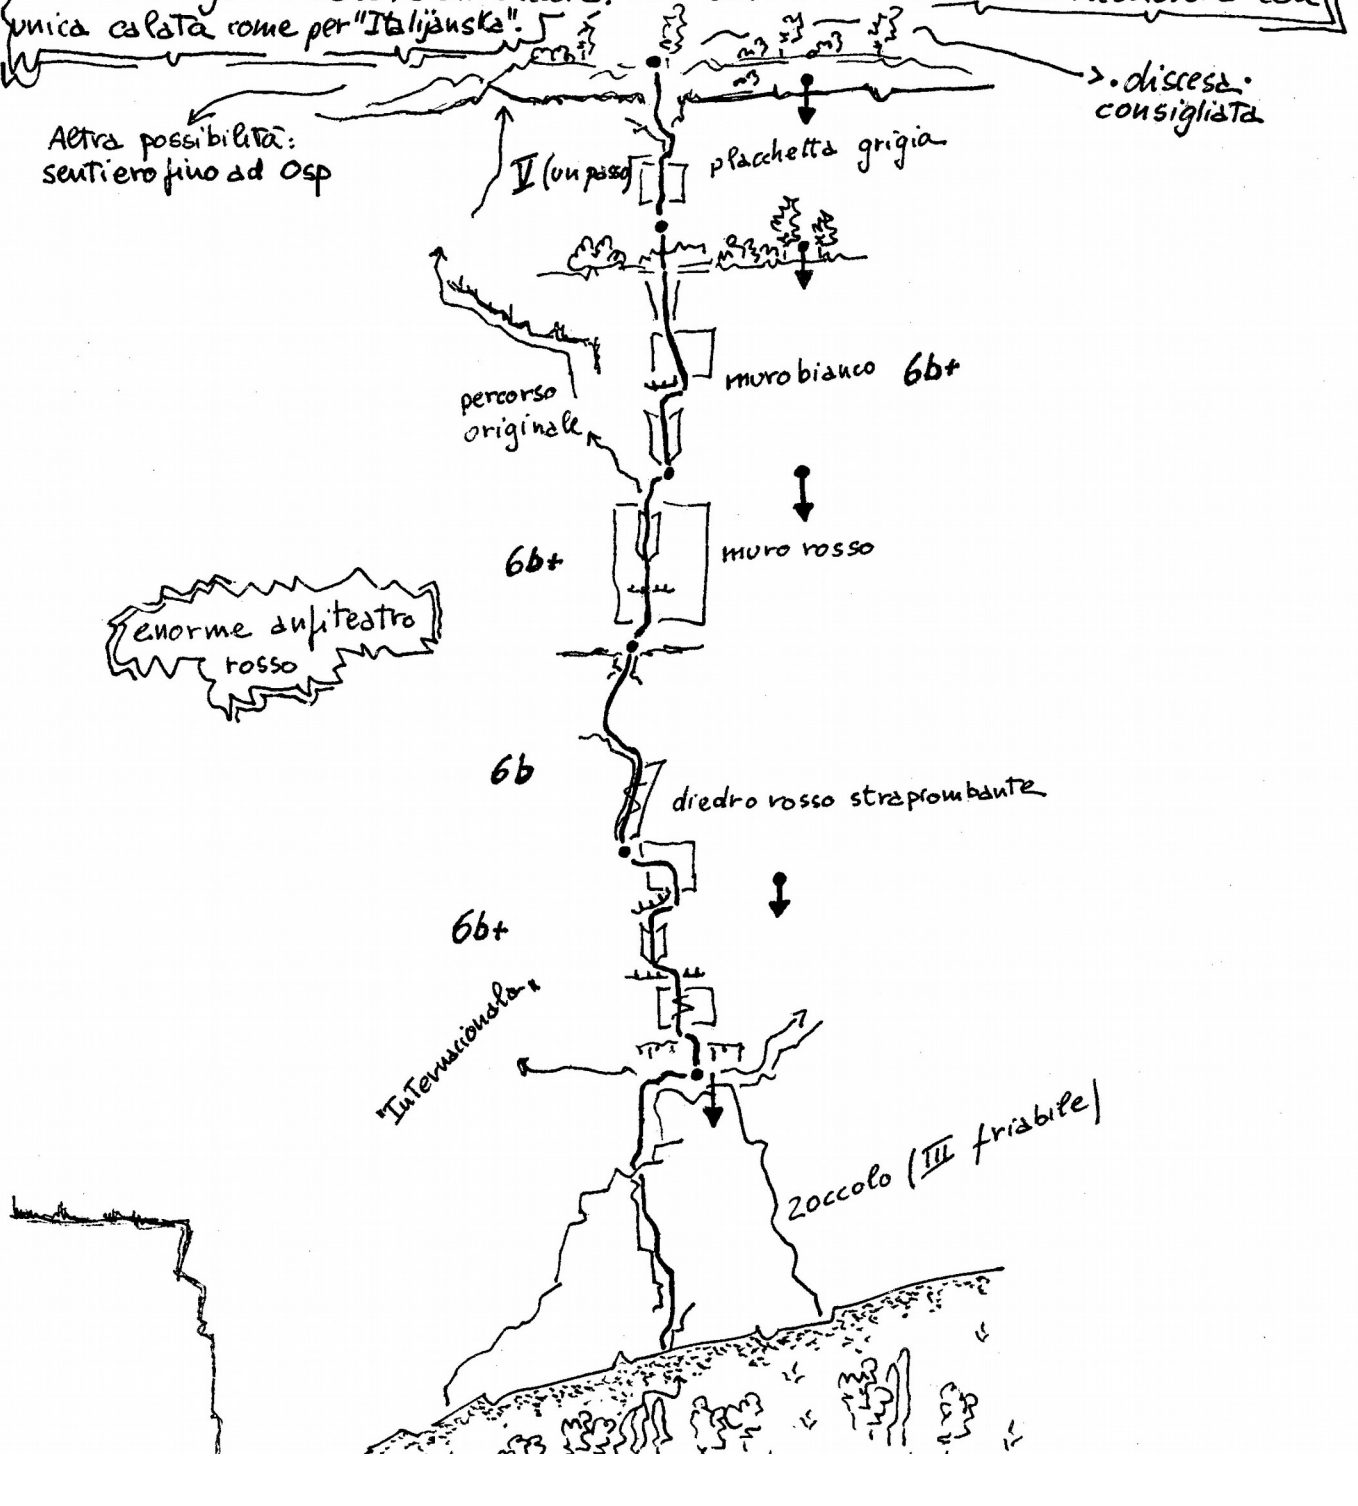 unica calata come per "Italijanska".
Altra possibilità:
sentiero fino ad Osp
discesa
consigliata
V (un passo)
placchetta grigia
muro bianco 6b+
percorso
originale
6b+
muro rosso
enorme anfiteatro
rosso
6b
diedro rosso strapiombante
6b+
"Internacionala"
zoccolo (III friabile)